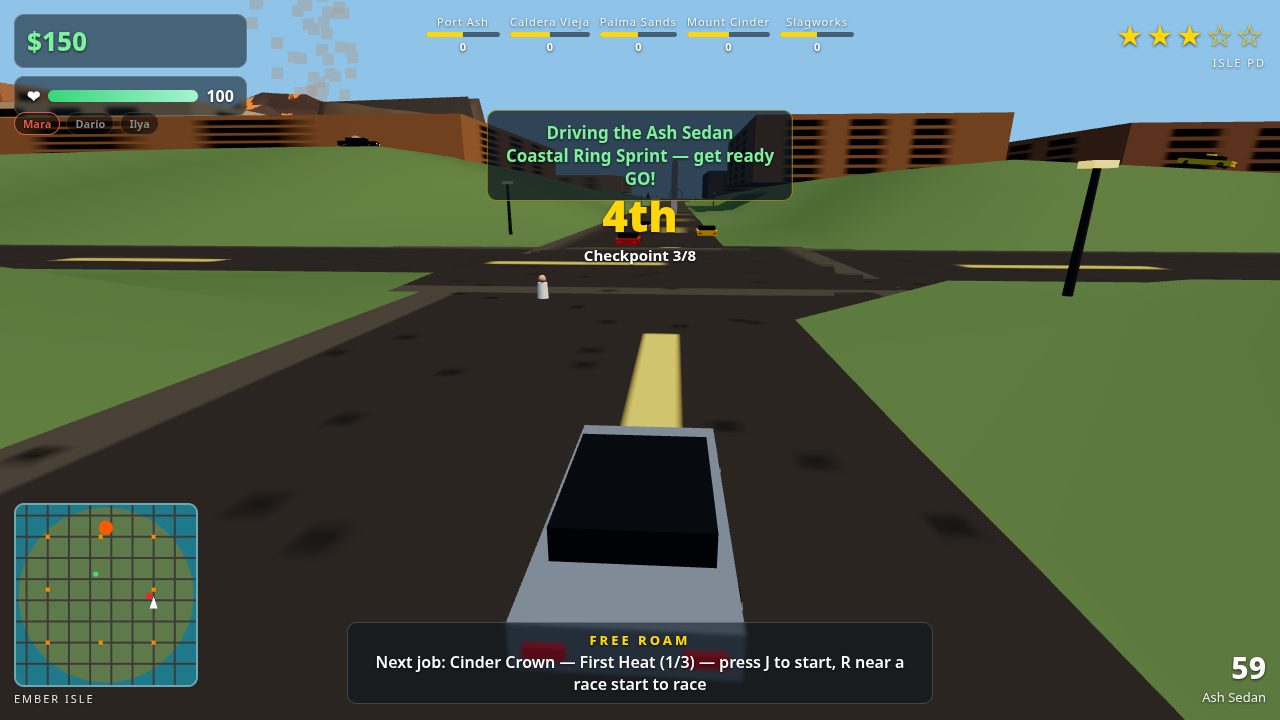 $150
Port Ash Caldera Vieja Palma Sands Mount Cinder Slagworks
0 0 0 0 0
ISLE PD
100
Mara Dario Ilya
Driving the Ash Sedan
Coastal Ring Sprint — get ready
GO!
4th
Checkpoint 3/8
FREE ROAM
Next job: Cinder Crown — First Heat (1/3) — press J to start, R near a
race start to race
EMBER ISLE
59
Ash Sedan